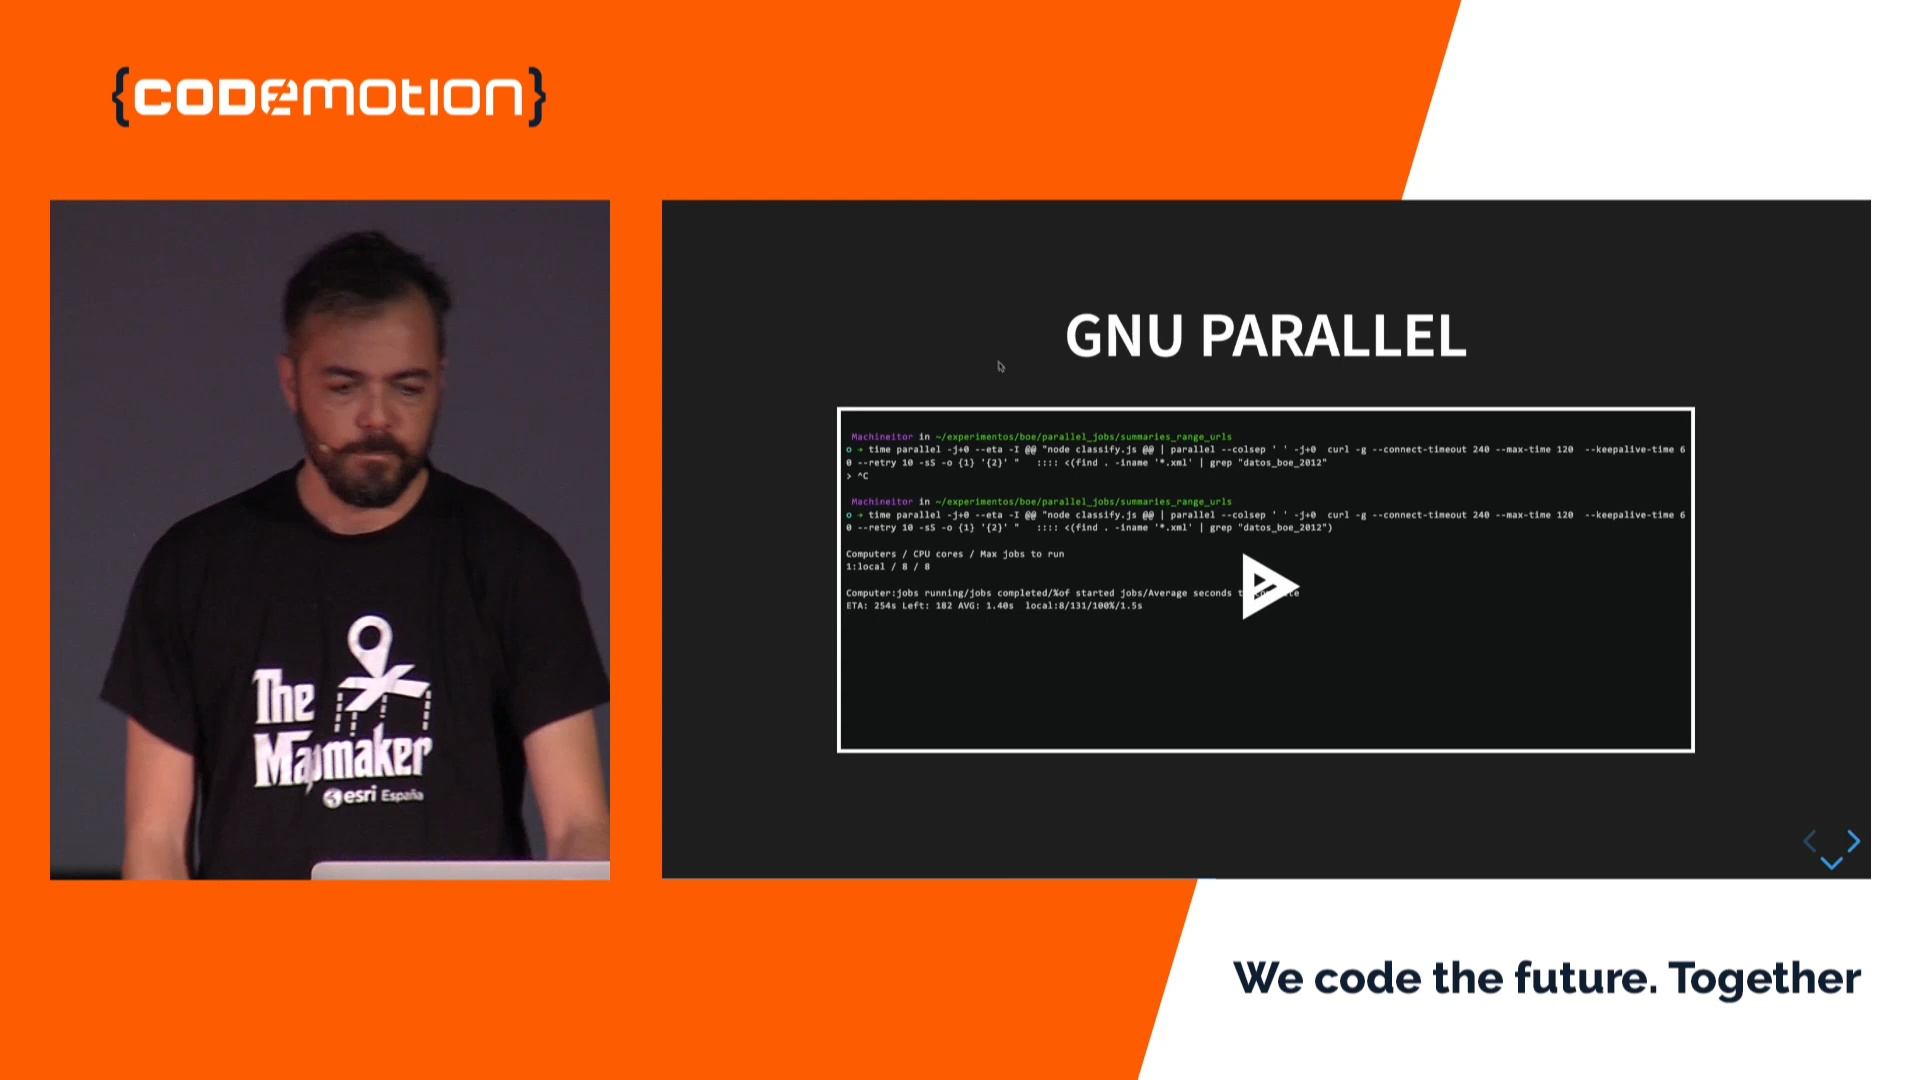 {CODEMOTION}
GNU PARALLEL
Machineitor in ~/experimentos/boe/parallel_jobs/summaries_range_urls
o → time parallel -j+0 --eta -I @@ "node classify.js @@ | parallel --colsep ' ' -j+0  curl -g --connect-timeout 240 --max-time 120  --keepalive-time 6
0 --retry 10 -sS -o {1} '{2}' "   :::: <(find . -iname '*.xml' | grep "datos_boe_2012"
> ^C
Machineitor in ~/experimentos/boe/parallel_jobs/summaries_range_urls
o → time parallel -j+0 --eta -I @@ "node classify.js @@ | parallel --colsep ' ' -j+0  curl -g --connect-timeout 240 --max-time 120  --keepalive-time 6
0 --retry 10 -sS -o {1} '{2}' "   :::: <(find . -iname '*.xml' | grep "datos_boe_2012")
Computers / CPU cores / Max jobs to run
1:local / 8 / 8
Computer:jobs running/jobs completed/%of started jobs/Average seconds
ETA: 254s Left: 182 AVG: 1.40s  local:8/131/100%/1.5s
The
Mapmaker
esri España
We code the future. Together